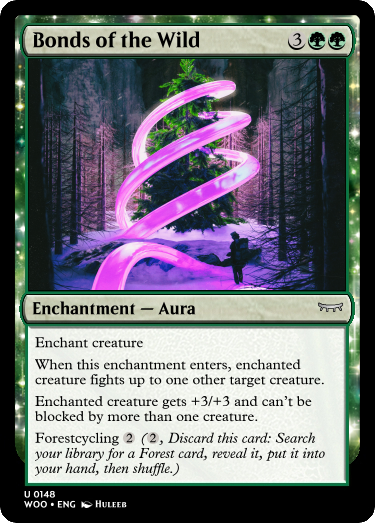 Bonds of the Wild 3
Enchantment — Aura
Enchant creature
When this enchantment enters, enchanted
creature fights up to one other target creature.
Enchanted creature gets +3/+3 and can't be
blocked by more than one creature.
Forestcycling 2 (2, Discard this card: Search
your library for a Forest card, reveal it, put it into
your hand, then shuffle.)
U 0148
WOO • ENG Huleeb